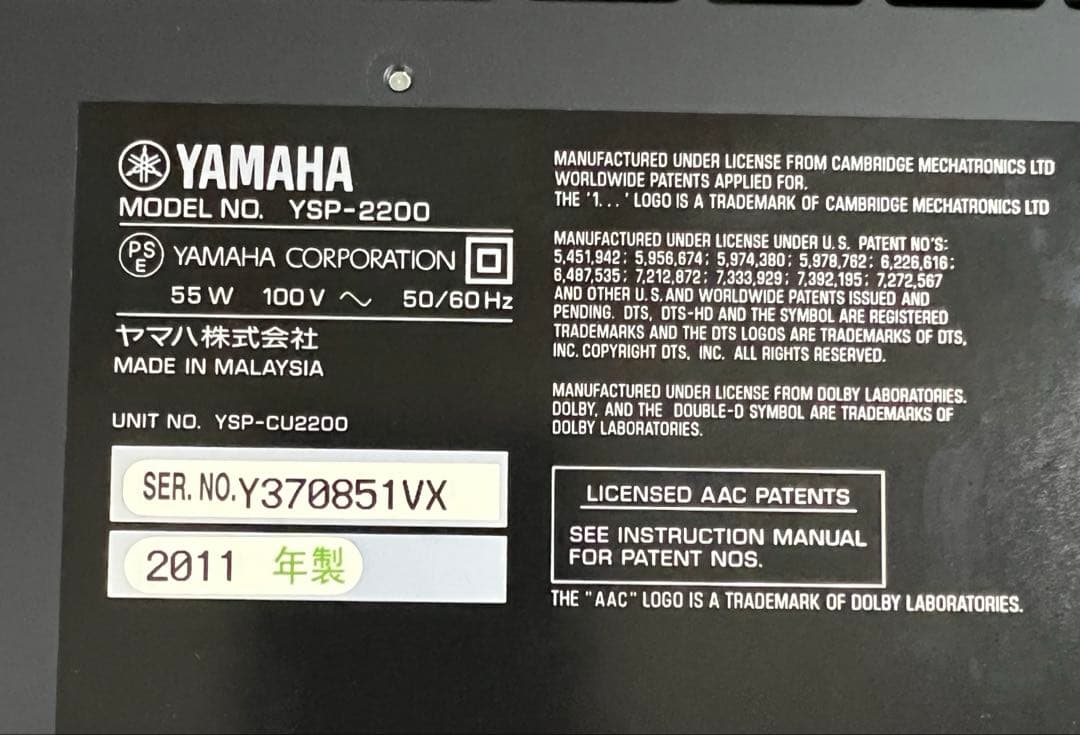 YAMAHA
MODEL NO. YSP-2200
PSE YAMAHA CORPORATION
55 W 100 V ～ 50/60 Hz
ヤマハ株式会社
MADE IN MALAYSIA
UNIT NO. YSP-CU2200
SER. NO. Y370851VX
2011 年製
MANUFACTURED UNDER LICENSE FROM CAMBRIDGE MECHATRONICS LTD
WORLDWIDE PATENTS APPLIED FOR.
THE '1...' LOGO IS A TRADEMARK OF CAMBRIDGE MECHATRONICS LTD
MANUFACTURED UNDER LICENSE UNDER U.S. PATENT NO'S:
5,451,942; 5,956,674; 5,974,380; 5,978,762; 6,226,616;
6,487,535; 7,212,872; 7,333,929; 7,392,195; 7,272,567
AND OTHER U.S. AND WORLDWIDE PATENTS ISSUED AND
PENDING. DTS, DTS-HD AND THE SYMBOL ARE REGISTERED
TRADEMARKS AND THE DTS LOGOS ARE TRADEMARKS OF DTS,
INC. COPYRIGHT DTS, INC. ALL RIGHTS RESERVED.
MANUFACTURED UNDER LICENSE FROM DOLBY LABORATORIES.
DOLBY, AND THE DOUBLE-D SYMBOL ARE TRADEMARKS OF
DOLBY LABORATORIES.
LICENSED AAC PATENTS
SEE INSTRUCTION MANUAL
FOR PATENT NOS.
THE "AAC" LOGO IS A TRADEMARK OF DOLBY LABORATORIES.